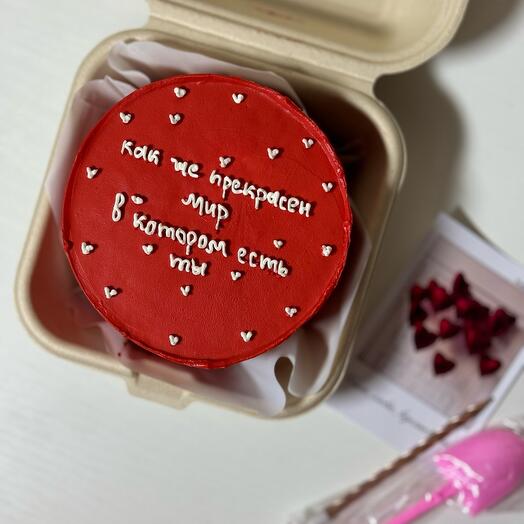 как же прекрасен
мир
в котором есть
ты